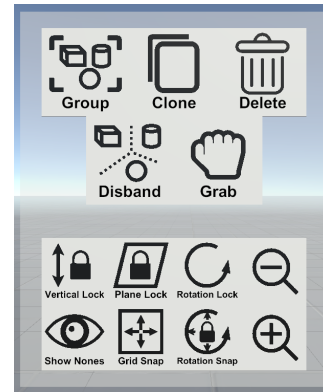 Group Clone Delete
Disband Grab
Vertical Lock Plane Lock Rotation Lock
Show Nones Grid Snap Rotation Snap